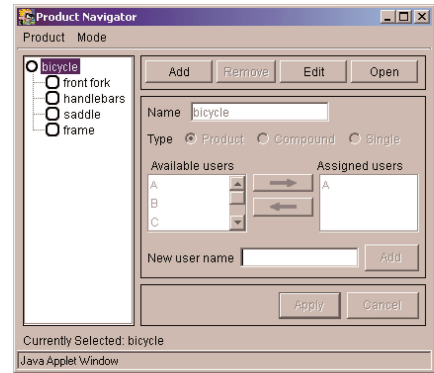 Product Navigator
Product Mode
bicycle
front fork
handlebars
saddle
frame
Add Remove Edit Open
Name bicycle
Type Product Compound Single
Available users Assigned users
A A
B
C
New user name Add
Apply Cancel
Currently Selected: bicycle
Java Applet Window